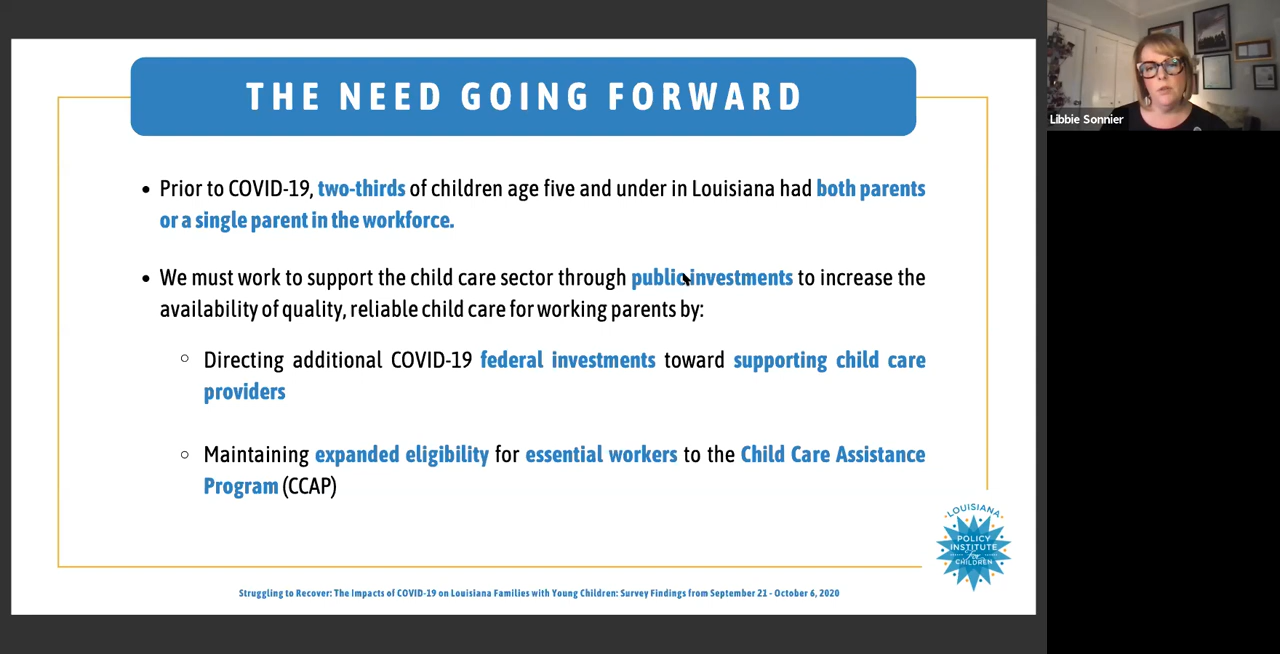 THE NEED GOING FORWARD
Prior to COVID-19, two-thirds of children age five and under in Louisiana had both parents
or a single parent in the workforce.
We must work to support the child care sector through public investments to increase the
availability of quality, reliable child care for working parents by:
Directing additional COVID-19 federal investments toward supporting child care
providers
Maintaining expanded eligibility for essential workers to the Child Care Assistance
Program (CCAP)
LOUISIANA
POLICY
INSTITUTE
For
CHILDREN
Struggling to Recover: The Impacts of COVID-19 on Louisiana Families with Young Children: Survey Findings from September 21 - October 6, 2020
Libbie Sonnier